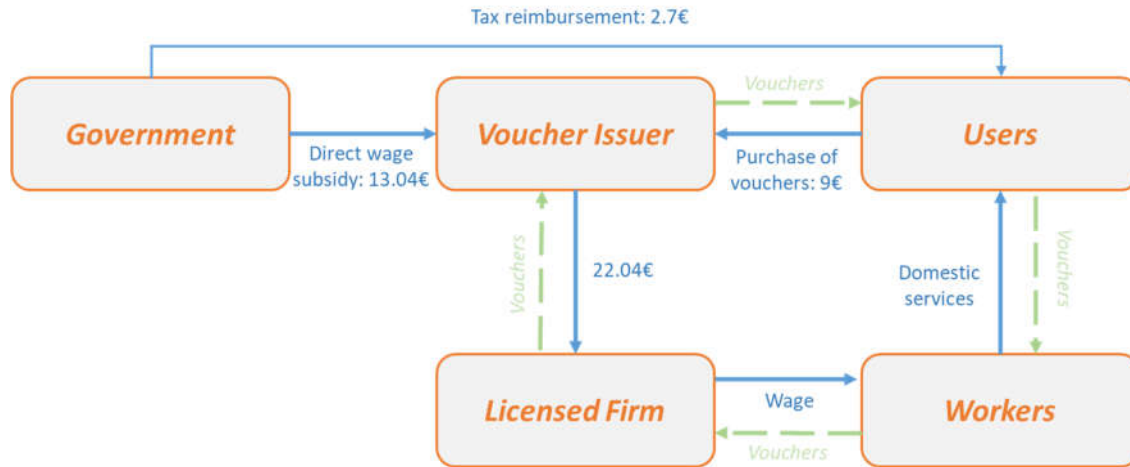 Tax reimbursement: 2.7€
Government
Direct wage
subsidy: 13.04€
Voucher Issuer
Vouchers
Purchase of
vouchers: 9€
Users
Vouchers
22.04€
Domestic
services
Vouchers
Licensed Firm
Wage
Vouchers
Workers